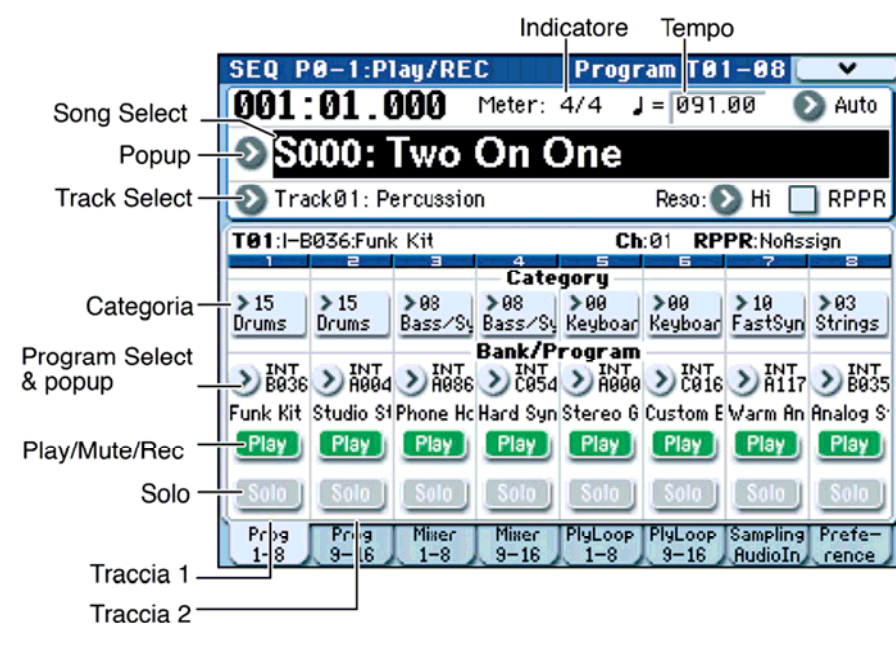 Indicatore Tempo
SEQ P0-1:Play/REC Program T01-08
001:01.000 Meter: 4/4 ♩= 091.00 Auto
Song Select
Popup
S000: Two On One
Track Select
Track01: Percussion Reso: Hi RPPR
T01:I-B036:Funk Kit Ch:01 RPPR:NoAssign
1 2 3 4 5 6 7 8
Category
Categoria
15 15 08 08 00 00 10 03
Drums Drums Bass/Sy Bass/Sy Keyboar Keyboar FastSyn Strings
Bank/Program
Program Select
& popup
INT INT INT INT INT INT INT INT
B036 A004 A086 C054 A000 C016 A117 B035
Funk Kit Studio St Phone Ho Hard Syn Stereo G Custom E Warm An Analog S
Play/Mute/Rec
Play Play Play Play Play Play Play Play
Solo
Solo Solo Solo Solo Solo Solo Solo Solo
Prog Prog Mixer Mixer PlyLoop PlyLoop Sampling Prefe-
1-8 9-16 1-8 9-16 1-8 9-16 AudioIn rence
Traccia 1
Traccia 2